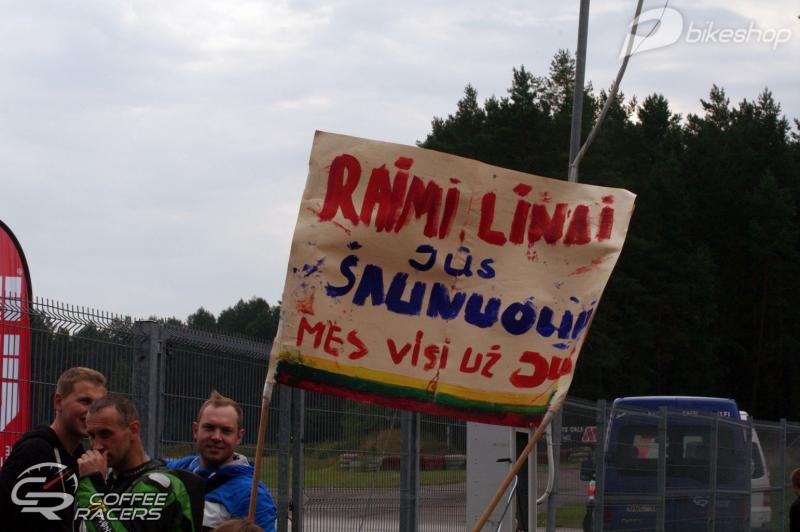 bikeshop
RAiMi LiNAi
JŪS
ŠAUNUOLiAi
MES ViSi UŽ JUS
COFFEE
RACERS